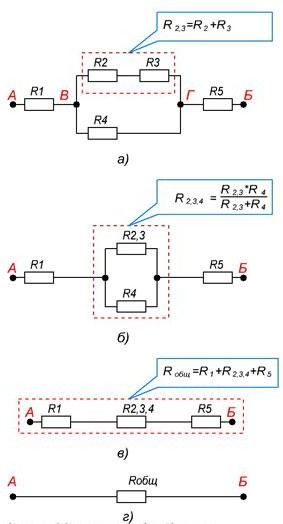 R 2,3=R2+R3
R2 R3
А R1 В Г R5 Б
R4
а)
R 2,3,4 = R 2,3*R 4 / R 2,3+R 4
R2,3
А R1 R5 Б
R4
б)
R общ=R1+R2,3,4+R5
А R1 R2,3,4 R5 Б
в)
А Rобщ Б
г)